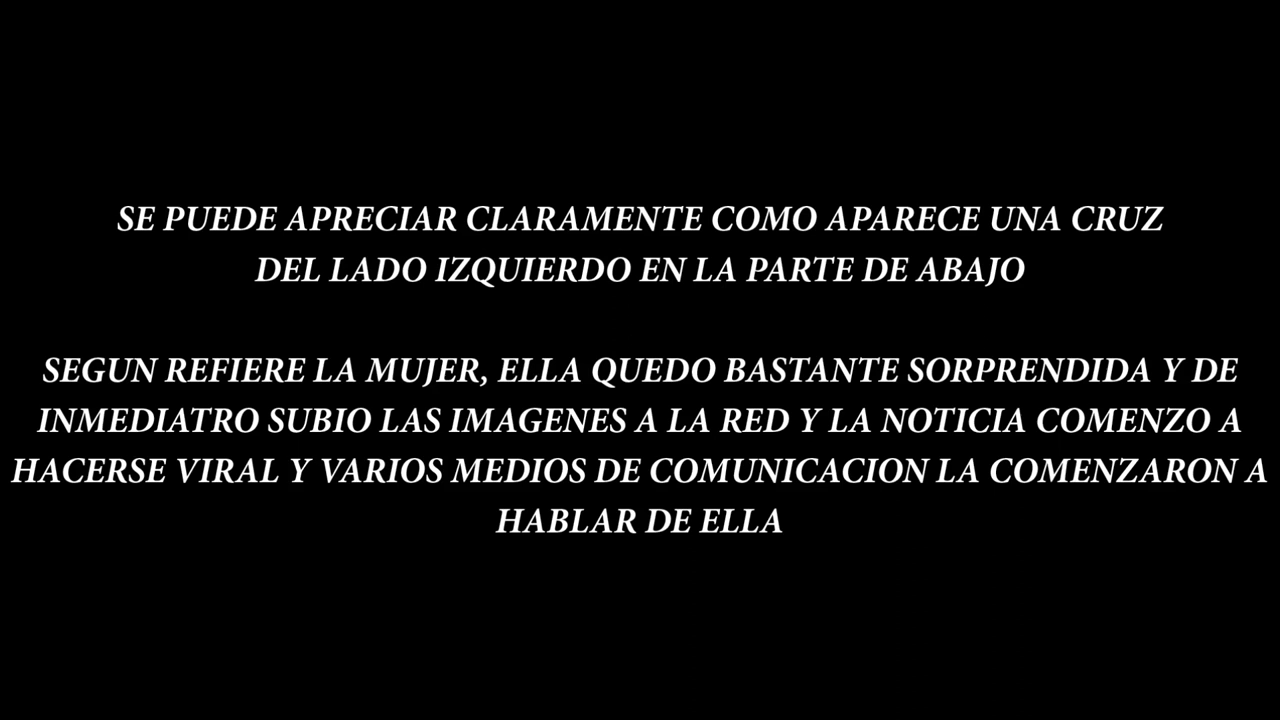 SE PUEDE APRECIAR CLARAMENTE COMO APARECE UNA CRUZ
DEL LADO IZQUIERDO EN LA PARTE DE ABAJO
SEGUN REFIERE LA MUJER, ELLA QUEDO BASTANTE SORPRENDIDA Y DE
INMEDIATRO SUBIO LAS IMAGENES A LA RED Y LA NOTICIA COMENZO A
HACERSE VIRAL Y VARIOS MEDIOS DE COMUNICACION LA COMENZARON A
HABLAR DE ELLA